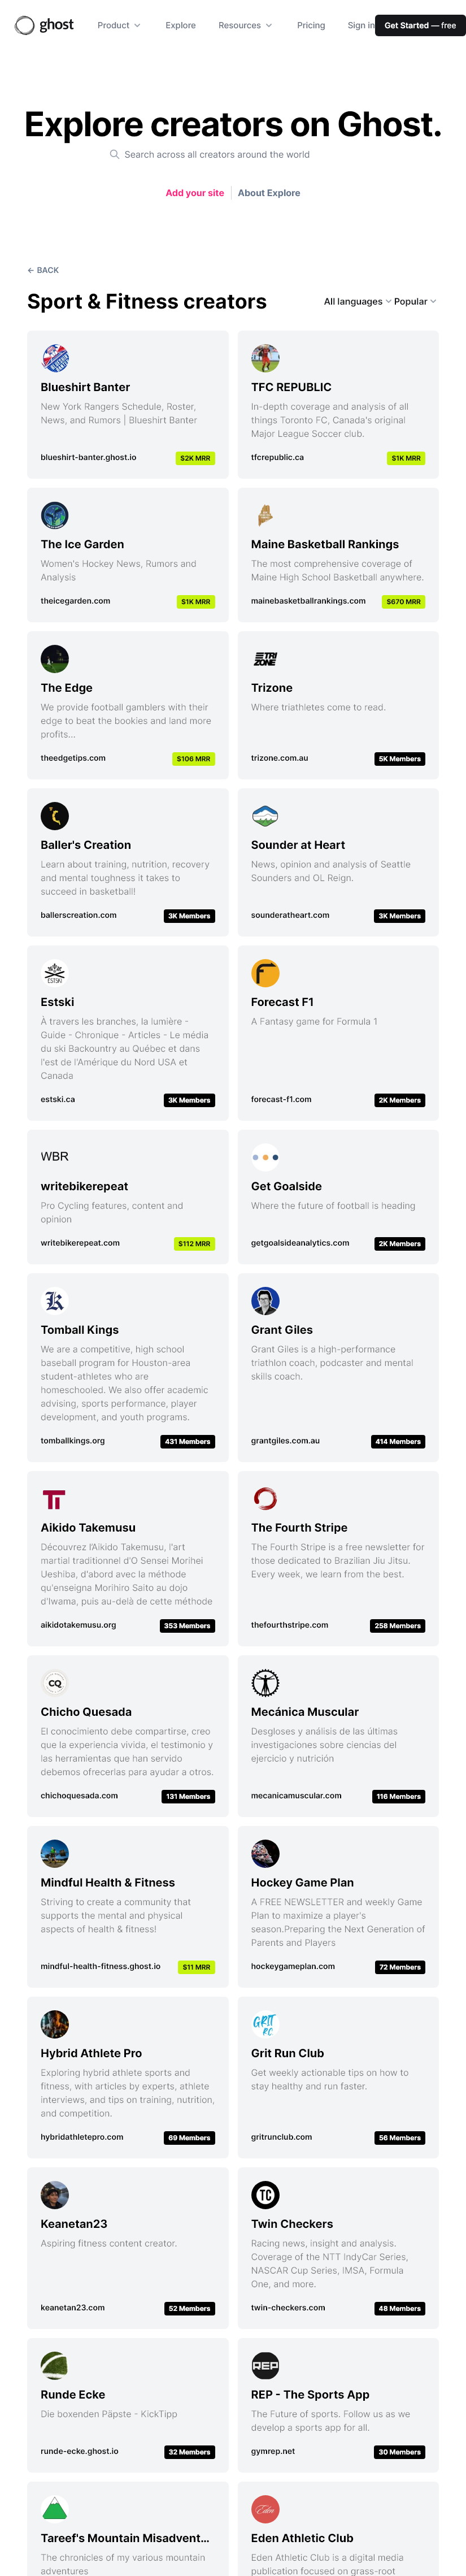 ghost
Product
Explore
Resources
Pricing
Sign in
Get Started — free
Explore creators on Ghost.
Search across all creators around the world
Add your site
About Explore
← BACK
Sport & Fitness creators
All languages
Popular
Blueshirt Banter
New York Rangers Schedule, Roster,
News, and Rumors | Blueshirt Banter
blueshirt-banter.ghost.io
$2K MRR
TFC REPUBLIC
In-depth coverage and analysis of all
things Toronto FC, Canada's original
Major League Soccer club.
tfcrepublic.ca
$1K MRR
The Ice Garden
Women's Hockey News, Rumors and
Analysis
theicegarden.com
$1K MRR
Maine Basketball Rankings
The most comprehensive coverage of
Maine High School Basketball anywhere.
mainebasketballrankings.com
$670 MRR
The Edge
We provide football gamblers with their
edge to beat the bookies and land more
profits...
theedgetips.com
$106 MRR
TRI
ZONE
Trizone
Where triathletes come to read.
trizone.com.au
5K Members
Baller's Creation
Learn about training, nutrition, recovery
and mental toughness it takes to
succeed in basketball!
ballerscreation.com
3K Members
Sounder at Heart
News, opinion and analysis of Seattle
Sounders and OL Reign.
sounderatheart.com
3K Members
ESTSKI
Estski
À travers les branches, la lumière -
Guide - Chronique - Articles - Le média
du ski Backountry au Québec et dans
l'est de l'Amérique du Nord USA et
Canada
estski.ca
3K Members
Forecast F1
A Fantasy game for Formula 1
forecast-f1.com
2K Members
WBR
writebikerepeat
Pro Cycling features, content and
opinion
writebikerepeat.com
$112 MRR
Get Goalside
Where the future of football is heading
getgoalsideanalytics.com
2K Members
Tomball Kings
We are a competitive, high school
baseball program for Houston-area
student-athletes who are
homeschooled. We also offer academic
advising, sports performance, player
development, and youth programs.
tomballkings.org
431 Members
Grant Giles
Grant Giles is a high-performance
triathlon coach, podcaster and mental
skills coach.
grantgiles.com.au
414 Members
Aikido Takemusu
Découvrez l'Aikido Takemusu, l'art
martial traditionnel d'O Sensei Morihei
Ueshiba, d'abord avec la méthode
qu'enseigna Morihiro Saito au dojo
d'Iwama, puis au-delà de cette méthode
aikidotakemusu.org
353 Members
The Fourth Stripe
The Fourth Stripe is a free newsletter for
those dedicated to Brazilian Jiu Jitsu.
Every week, we learn from the best.
thefourthstripe.com
258 Members
CQ
Chicho Quesada
El conocimiento debe compartirse, creo
que la experiencia vivida, el testimonio y
las herramientas que han servido
debemos ofrecerlas para ayudar a otros.
chichoquesada.com
131 Members
Mecánica Muscular
Desgloses y análisis de las últimas
investigaciones sobre ciencias del
ejercicio y nutrición
mecanicamuscular.com
116 Members
Mindful Health & Fitness
Striving to create a community that
supports the mental and physical
aspects of health & fitness!
mindful-health-fitness.ghost.io
$11 MRR
Hockey Game Plan
A FREE NEWSLETTER and weekly Game
Plan to maximize a player's
season.Preparing the Next Generation of
Parents and Players
hockeygameplan.com
72 Members
Hybrid Athlete Pro
Exploring hybrid athlete sports and
fitness, with articles by experts, athlete
interviews, and tips on training, nutrition,
and competition.
hybridathletepro.com
69 Members
GRIT
RC
Grit Run Club
Get weekly actionable tips on how to
stay healthy and run faster.
gritrunclub.com
56 Members
Keanetan23
Aspiring fitness content creator.
keanetan23.com
52 Members
TC
Twin Checkers
Racing news, insight and analysis.
Coverage of the NTT IndyCar Series,
NASCAR Cup Series, IMSA, Formula
One, and more.
twin-checkers.com
48 Members
Runde Ecke
Die boxenden Päpste - KickTipp
runde-ecke.ghost.io
32 Members
REP
REP - The Sports App
The Future of sports. Follow us as we
develop a sports app for all.
gymrep.net
30 Members
Tareef's Mountain Misadvent...
The chronicles of my various mountain
adventures
Eden
Eden Athletic Club
Eden Athletic Club is a digital media
publication focused on grass-root